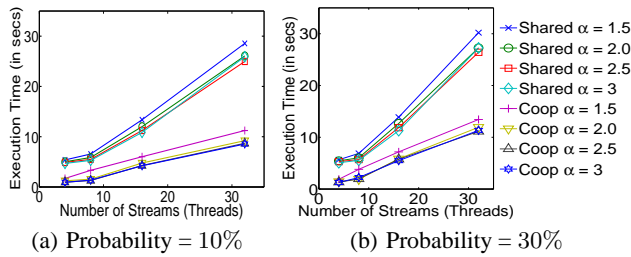 Execution Time (in secs)
30
20
10
0
0
10
20
30
Number of Streams (Threads)
(a) Probability = 10%
Execution Time (in secs)
30
20
10
0
0
10
20
30
Number of Streams (Threads)
(b) Probability = 30%
Shared α = 1.5
Shared α = 2.0
Shared α = 2.5
Shared α = 3
Coop α = 1.5
Coop α = 2.0
Coop α = 2.5
Coop α = 3